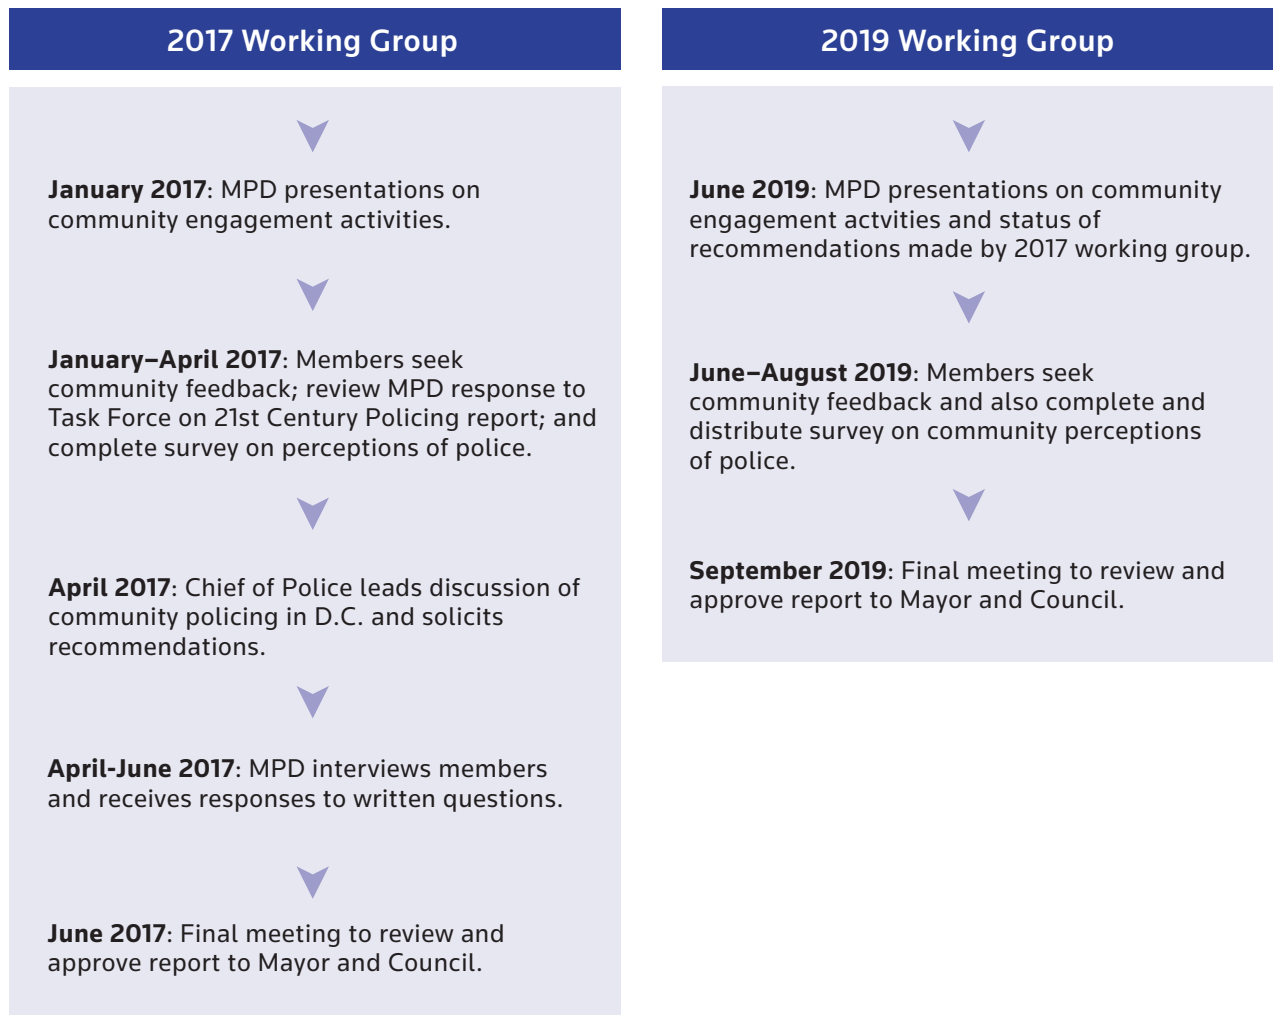 2017 Working Group
January 2017: MPD presentations on
community engagement activities.
January–April 2017: Members seek
community feedback; review MPD response to
Task Force on 21st Century Policing report; and
complete survey on perceptions of police.
April 2017: Chief of Police leads discussion of
community policing in D.C. and solicits
recommendations.
April-June 2017: MPD interviews members
and receives responses to written questions.
June 2017: Final meeting to review and
approve report to Mayor and Council.
2019 Working Group
June 2019: MPD presentations on community
engagement actvities and status of
recommendations made by 2017 working group.
June–August 2019: Members seek
community feedback and also complete and
distribute survey on community perceptions
of police.
September 2019: Final meeting to review and
approve report to Mayor and Council.